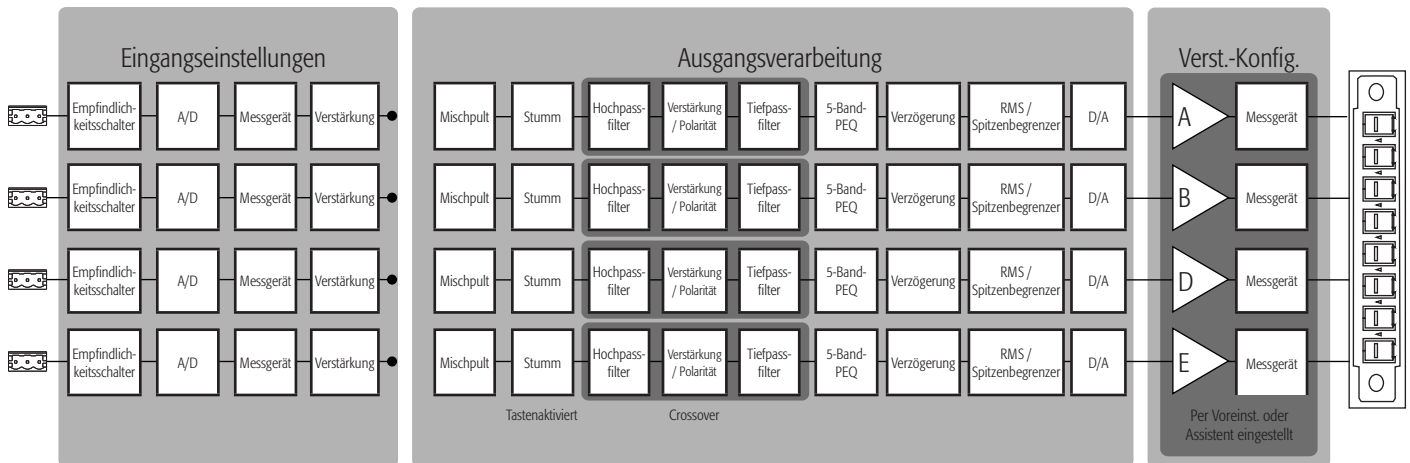 Eingangseinstellungen
Ausgangsverarbeitung
Verst.-Konfig.
Empfindlich-
keitsschalter
A/D
Messgerät
Verstärkung
Mischpult
Stumm
Hochpass-
filter
Verstärkung
/ Polarität
Tiefpass-
filter
5-Band-
PEQ
Verzögerung
RMS /
Spitzenbegrenzer
D/A
A
Messgerät
Empfindlich-
keitsschalter
A/D
Messgerät
Verstärkung
Mischpult
Stumm
Hochpass-
filter
Verstärkung
/ Polarität
Tiefpass-
filter
5-Band-
PEQ
Verzögerung
RMS /
Spitzenbegrenzer
D/A
B
Messgerät
Empfindlich-
keitsschalter
A/D
Messgerät
Verstärkung
Mischpult
Stumm
Hochpass-
filter
Verstärkung
/ Polarität
Tiefpass-
filter
5-Band-
PEQ
Verzögerung
RMS /
Spitzenbegrenzer
D/A
D
Messgerät
Empfindlich-
keitsschalter
A/D
Messgerät
Verstärkung
Mischpult
Stumm
Hochpass-
filter
Verstärkung
/ Polarität
Tiefpass-
filter
5-Band-
PEQ
Verzögerung
RMS /
Spitzenbegrenzer
D/A
E
Messgerät
Tastenaktiviert
Crossover
Per Voreinst. oder
Assistent eingestellt